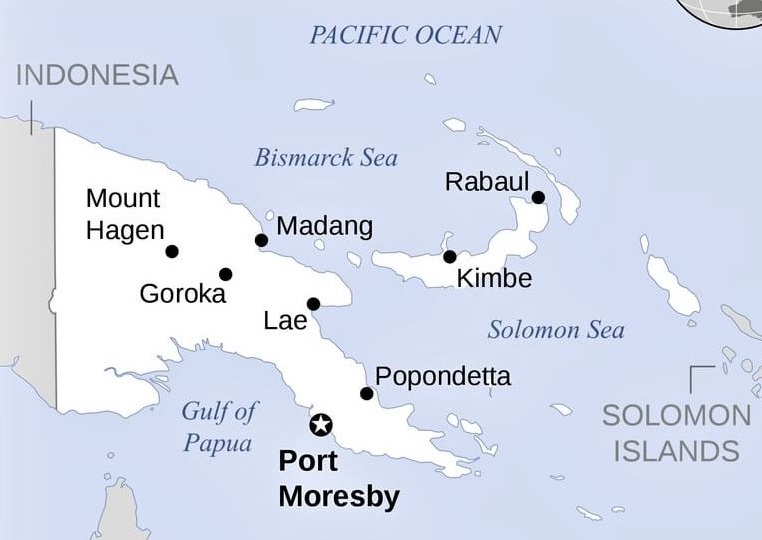 PACIFIC OCEAN
INDONESIA
Bismarck Sea
Rabaul
Mount
Hagen
Madang
Kimbe
Goroka
Lae
Solomon Sea
Popondetta
Gulf of
Papua
SOLOMON
ISLANDS
Port
Moresby